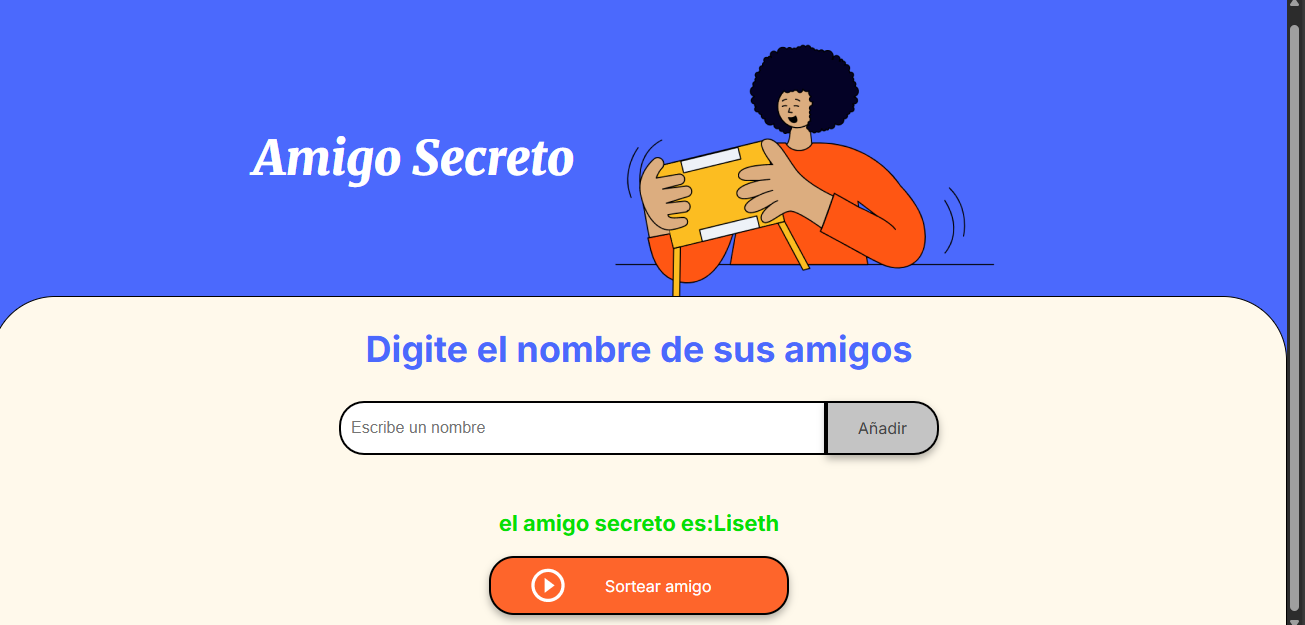 Amigo Secreto
Digite el nombre de sus amigos
Escribe un nombre
Añadir
el amigo secreto es:Liseth
Sortear amigo